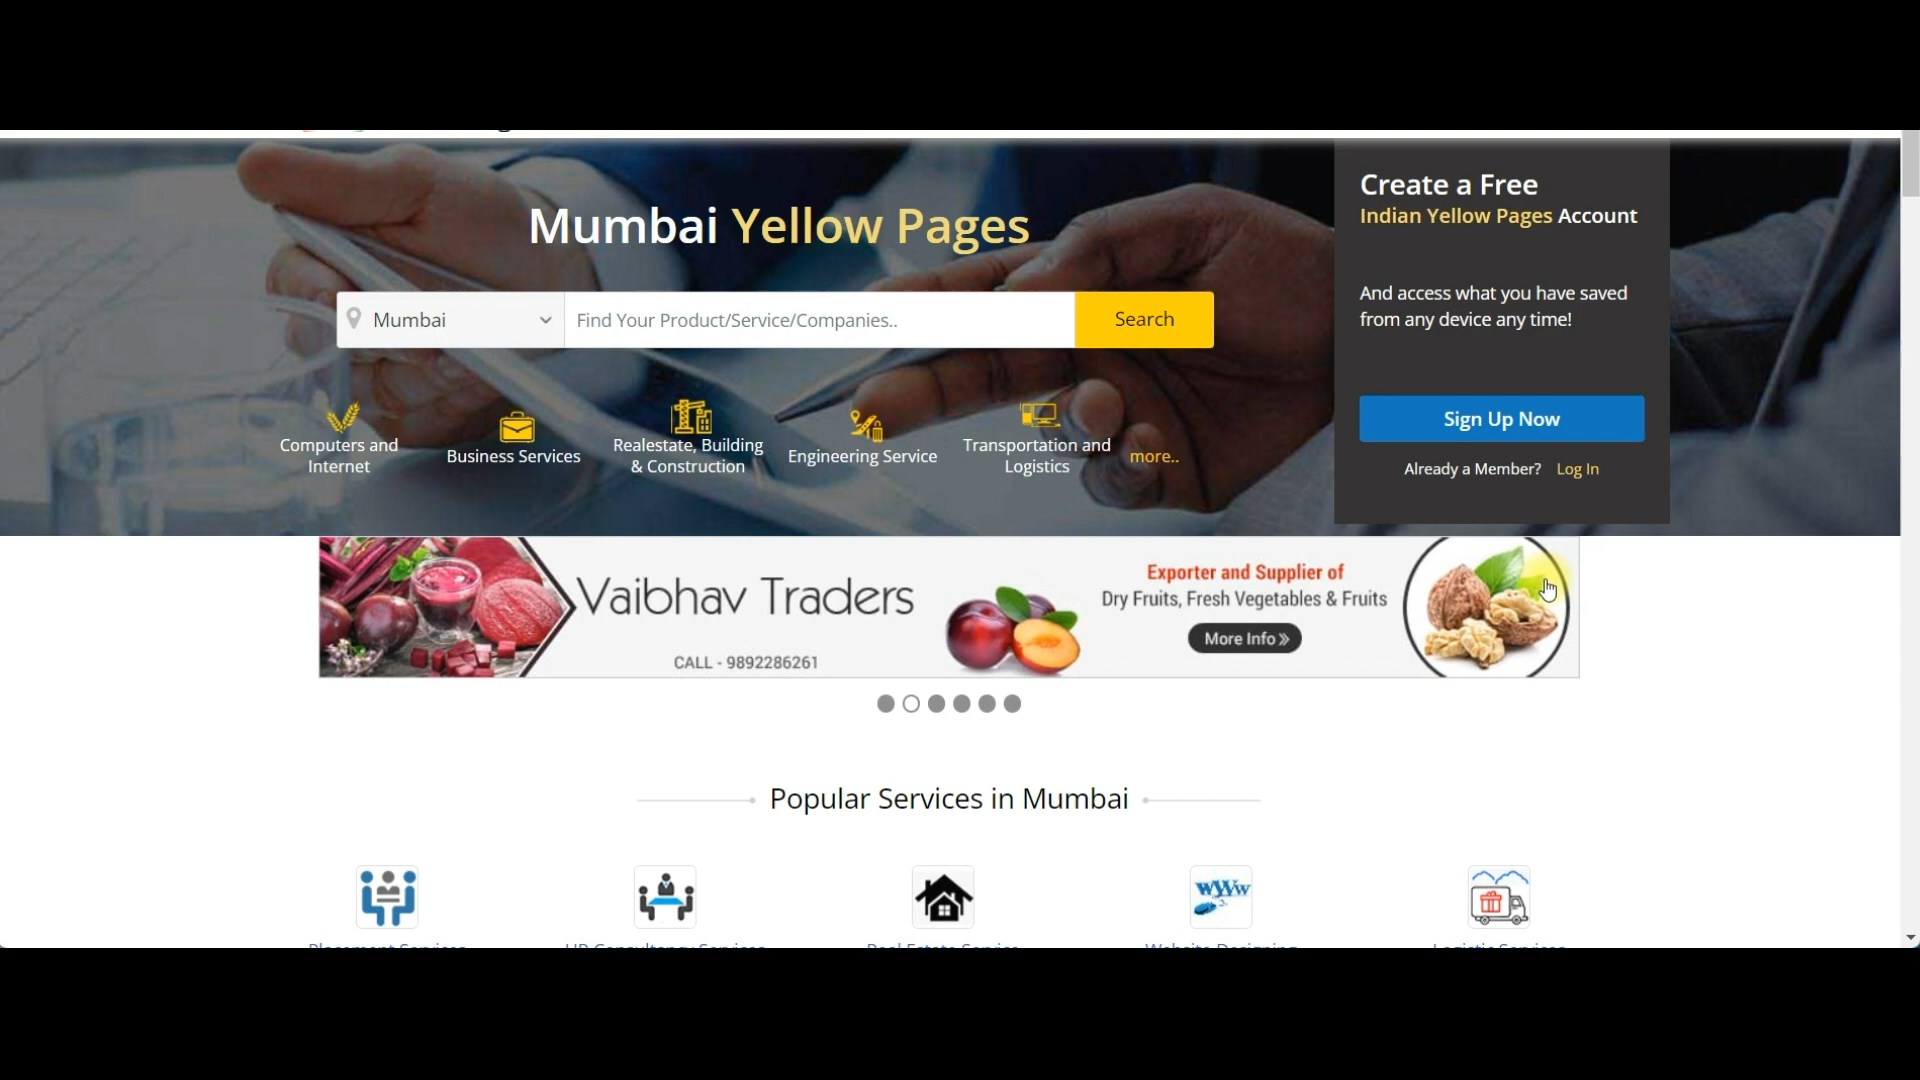 Mumbai Yellow Pages
Mumbai
Find Your Product/Service/Companies..
Search
Computers and
Internet
Business Services
Realestate, Building
& Construction
Engineering Service
Transportation and
Logistics
more..
Create a Free
Indian Yellow Pages Account
And access what you have saved
from any device any time!
Sign Up Now
Already a Member? Log In
Vaibhav Traders
CALL - 9892286261
Exporter and Supplier of
Dry Fruits, Fresh Vegetables & Fruits
More Info »
Popular Services in Mumbai
www